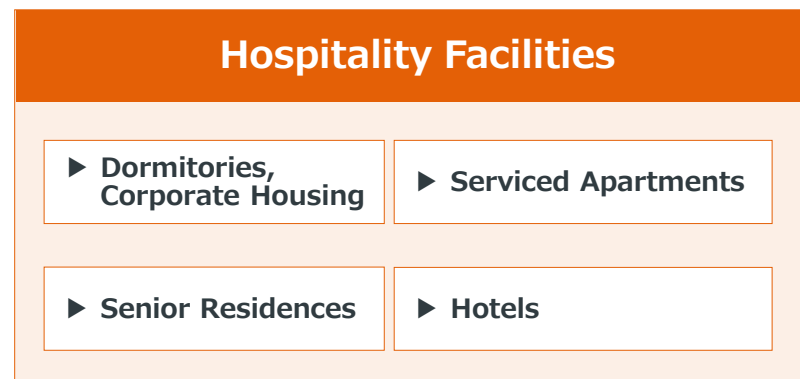 Hospitality Facilities
▶ Dormitories,
Corporate Housing
▶ Serviced Apartments
▶ Senior Residences
▶ Hotels